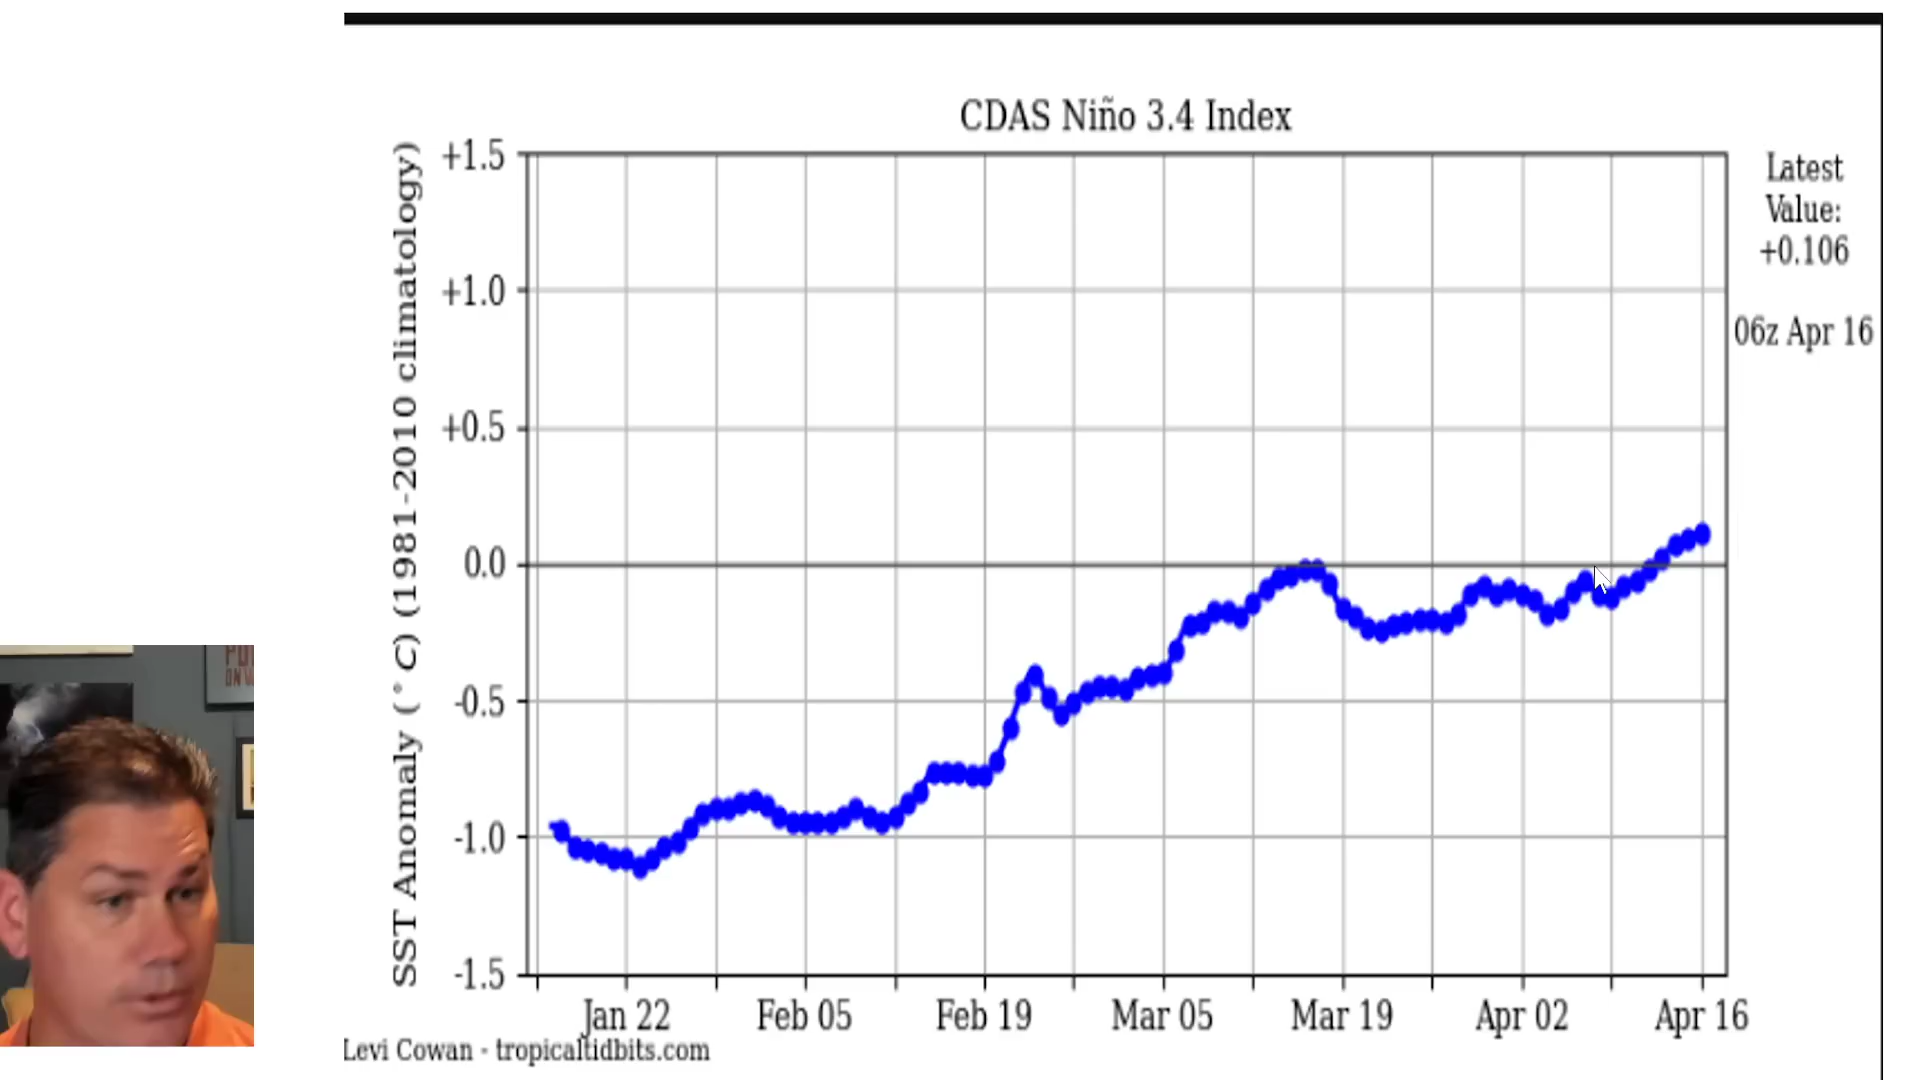 CDAS Niño 3.4 Index
SST Anomaly (°C) (1981-2010 climatology)
+1.5
+1.0
+0.5
0.0
-0.5
-1.0
-1.5
Latest
Value:
+0.106
06z Apr 16
Jan 22
Feb 05
Feb 19
Mar 05
Mar 19
Apr 02
Apr 16
Levi Cowan - tropicaltidbits.com